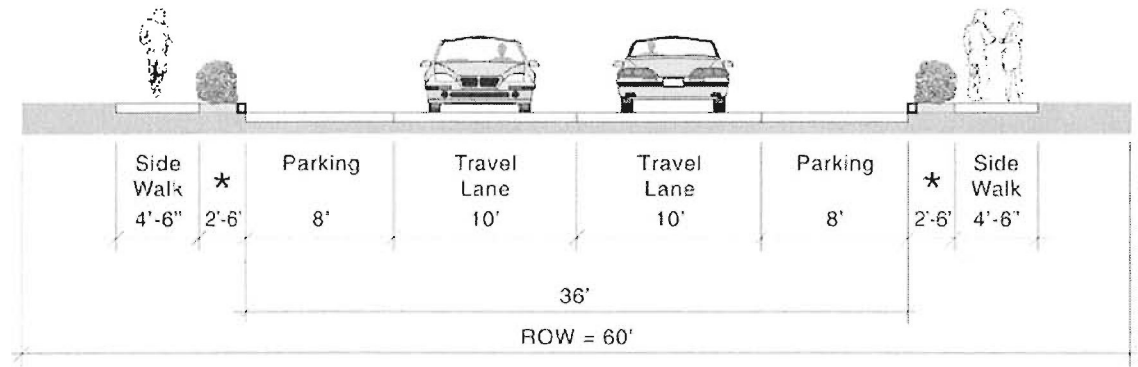 Side Walk 4'-6"
* 2'-6'
Parking 8'
Travel Lane 10'
Travel Lane 10'
Parking 8'
* 2'-6'
Side Walk 4'-6"
36'
ROW = 60'